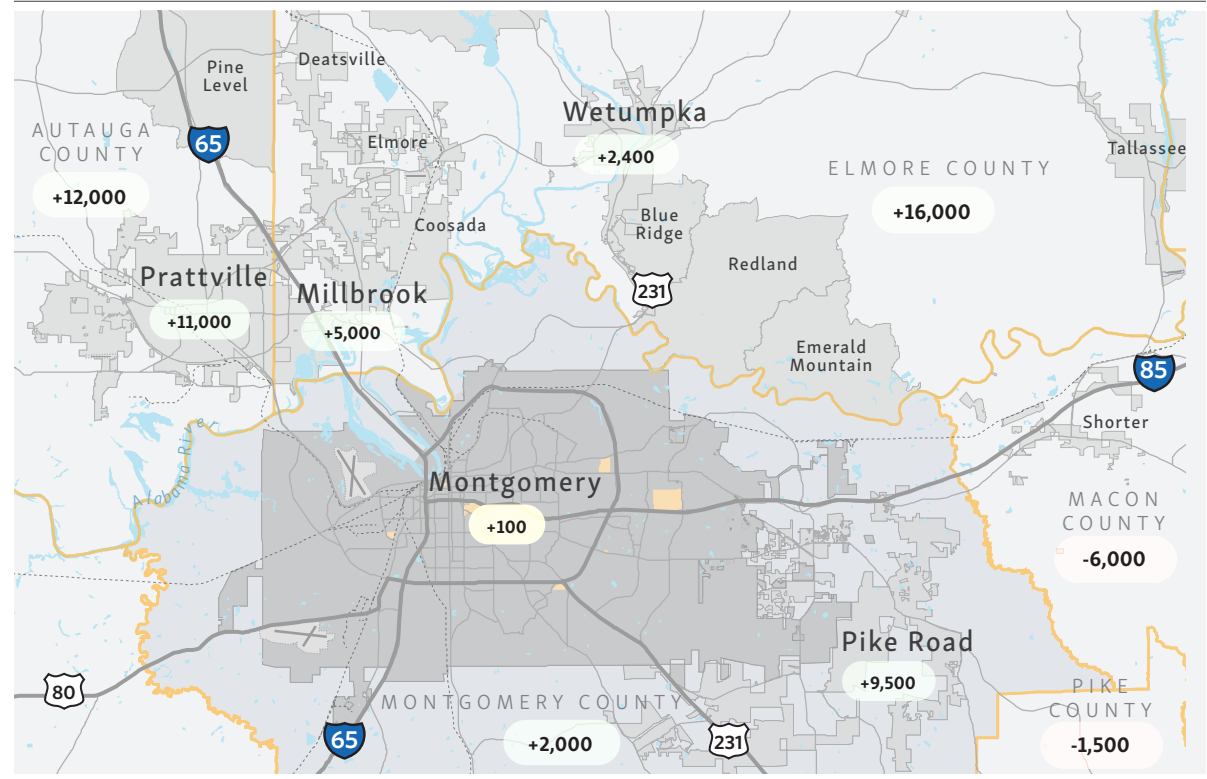 Deatsville
Pine
Level
Wetumpka
+2,400
AUTAUGA
COUNTY
+12,000
65
Elmore
Tallassee
ELMORE COUNTY
+16,000
Coosada
Blue
Ridge
Redland
Prattville
+11,000
Millbrook
+5,000
231
Emerald
Mountain
85
Shorter
Alabama River
Montgomery
+100
MACON
COUNTY
-6,000
Pike Road
+9,500
80
MONTGOMERY COUNTY
+2,000
65
231
PIKE
COUNTY
-1,500